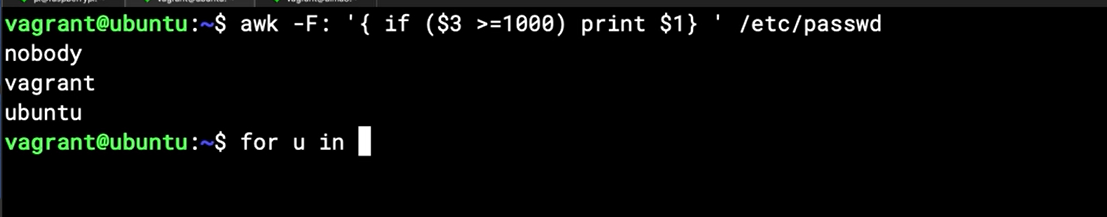 vagrant@ubuntu:~$ awk -F: '{ if ($3 >=1000) print $1} ' /etc/passwd
nobody
vagrant
ubuntu
vagrant@ubuntu:~$ for u in